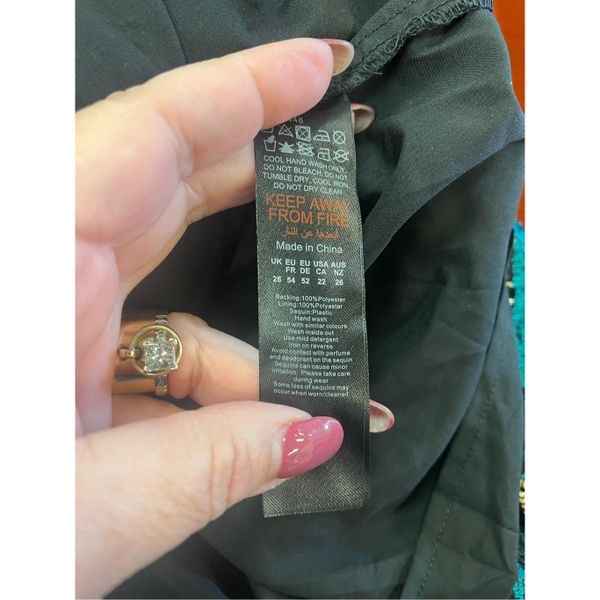 448
COOL HAND WASH ONLY,
DO NOT BLEACH. DO NOT
TUMBLE DRY, COOL IRON,
DO NOT DRY CLEAN
KEEP AWAY
FROM FIRE
أبعدها عن النار
Made in China
UK EU EU USA AUS
FR DE CA NZ
26 54 52 22 26
Backing:100%Polyester
Lining:100%Polyester
Sequin:Plastic
Hand wash
Wash with similar colours
Wash inside out
Use mild detergent
Iron on reverse
Avoid contact with perfume
and deodorant on the sequin
Sequins can cause minor
irritation. Please take care
during wear
Some loss of sequins may
occur when worn/cleaned